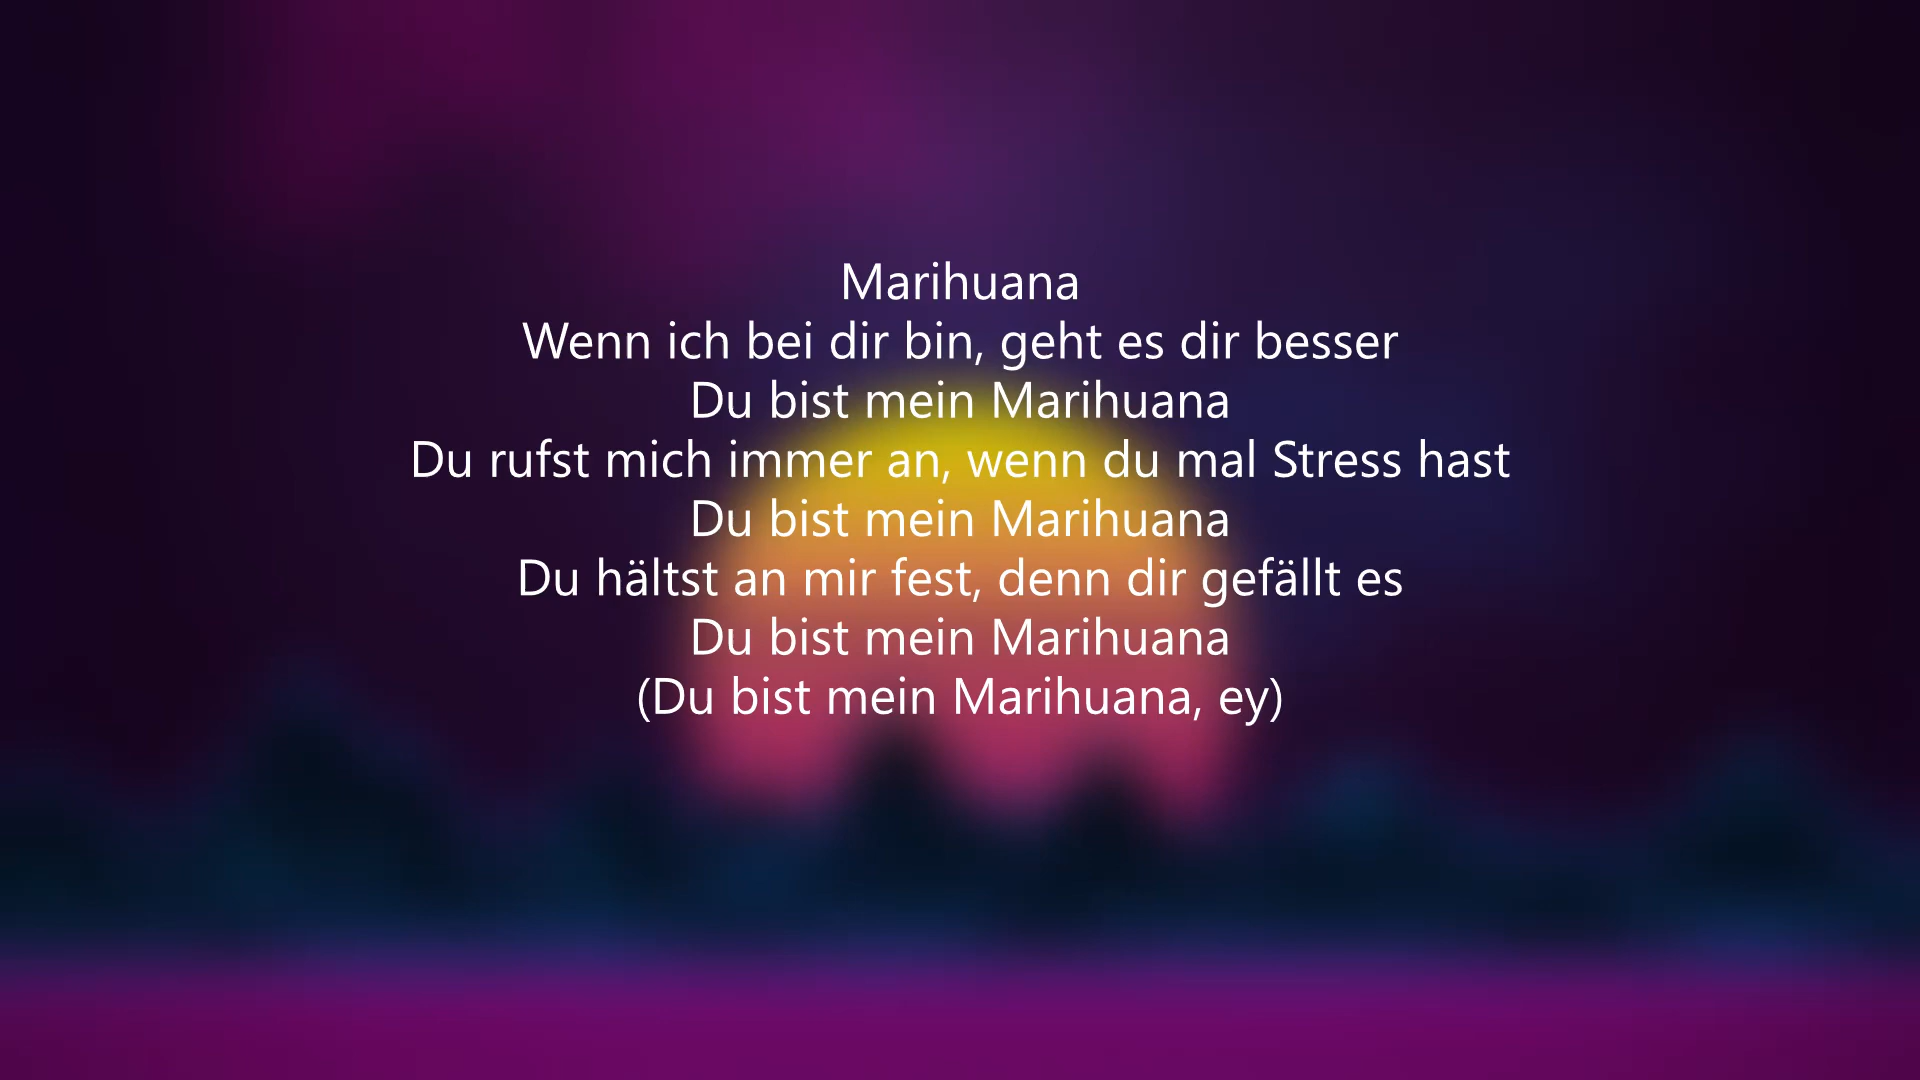 Marihuana
Wenn ich bei dir bin, geht es dir besser
Du bist mein Marihuana
Du rufst mich immer an, wenn du mal Stress hast
Du bist mein Marihuana
Du hältst an mir fest, denn dir gefällt es
Du bist mein Marihuana
(Du bist mein Marihuana, ey)